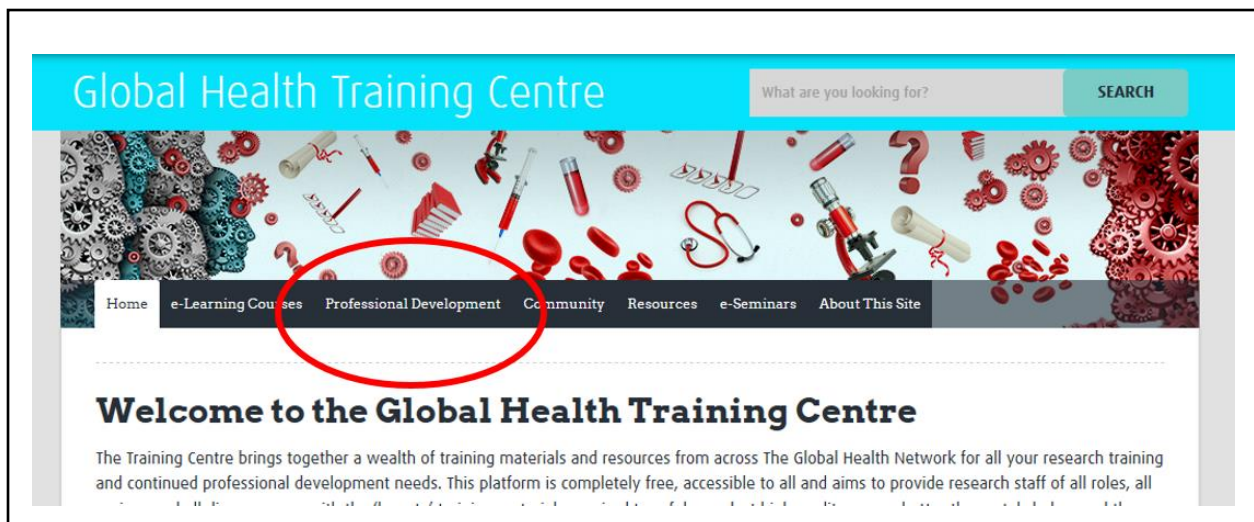 Global Health Training Centre
What are you looking for?
SEARCH
Home e-Learning Courses Professional Development Community Resources e-Seminars About This Site
Welcome to the Global Health Training Centre
The Training Centre brings together a wealth of training materials and resources from across The Global Health Network for all your research training
and continued professional development needs. This platform is completely free, accessible to all and aims to provide research staff of all roles, all